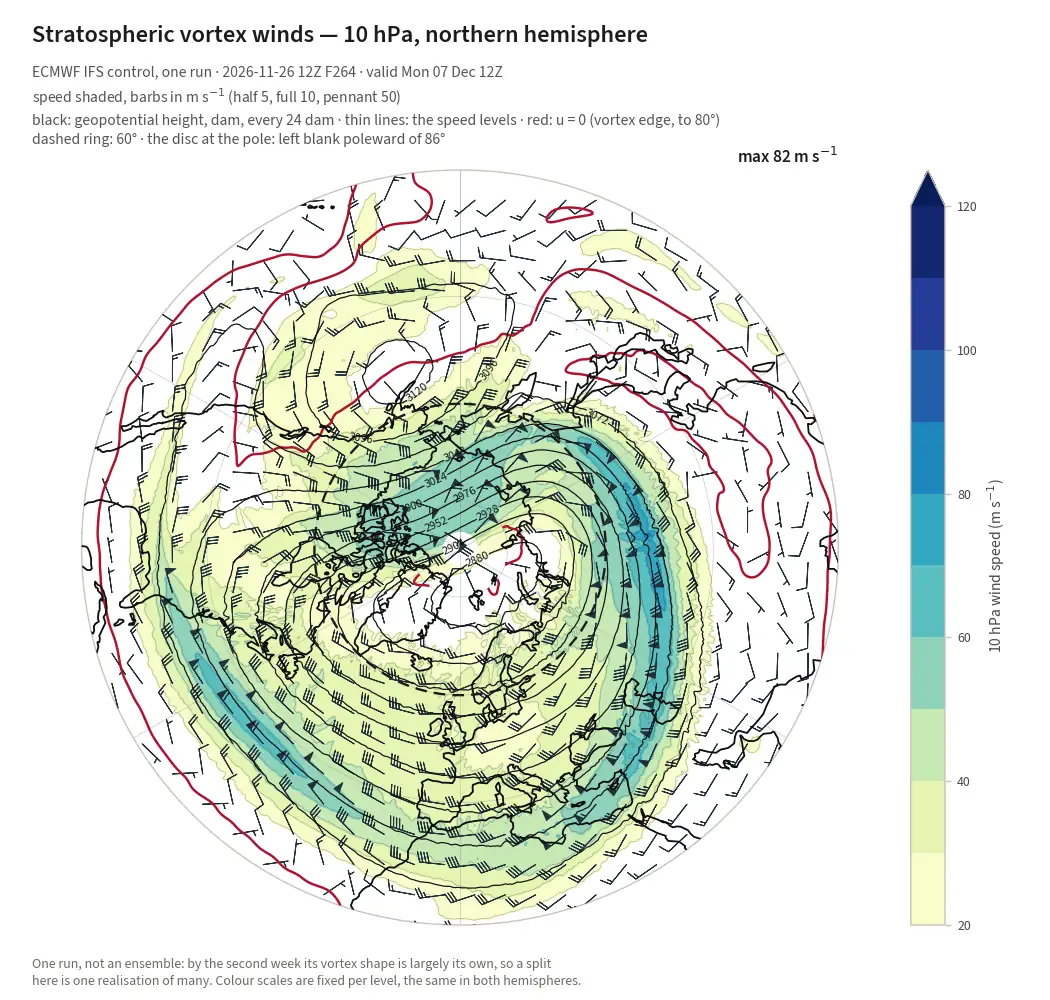 Stratospheric vortex winds — 10 hPa, northern hemisphere
ECMWF IFS control, one run · 2026-11-26 12Z F264 · valid Mon 07 Dec 12Z
speed shaded, barbs in m s⁻¹ (half 5, full 10, pennant 50)
black: geopotential height, dam, every 24 dam · thin lines: the speed levels · red: u = 0 (vortex edge, to 80°)
dashed ring: 60° · the disc at the pole: left blank poleward of 86°
max 82 m s⁻¹
120
100
80
60
40
20
10 hPa wind speed (m s⁻¹)
3120
3072
3024
2976
2928
2952
2880
One run, not an ensemble: by the second week its vortex shape is largely its own, so a split
here is one realisation of many. Colour scales are fixed per level, the same in both hemispheres.